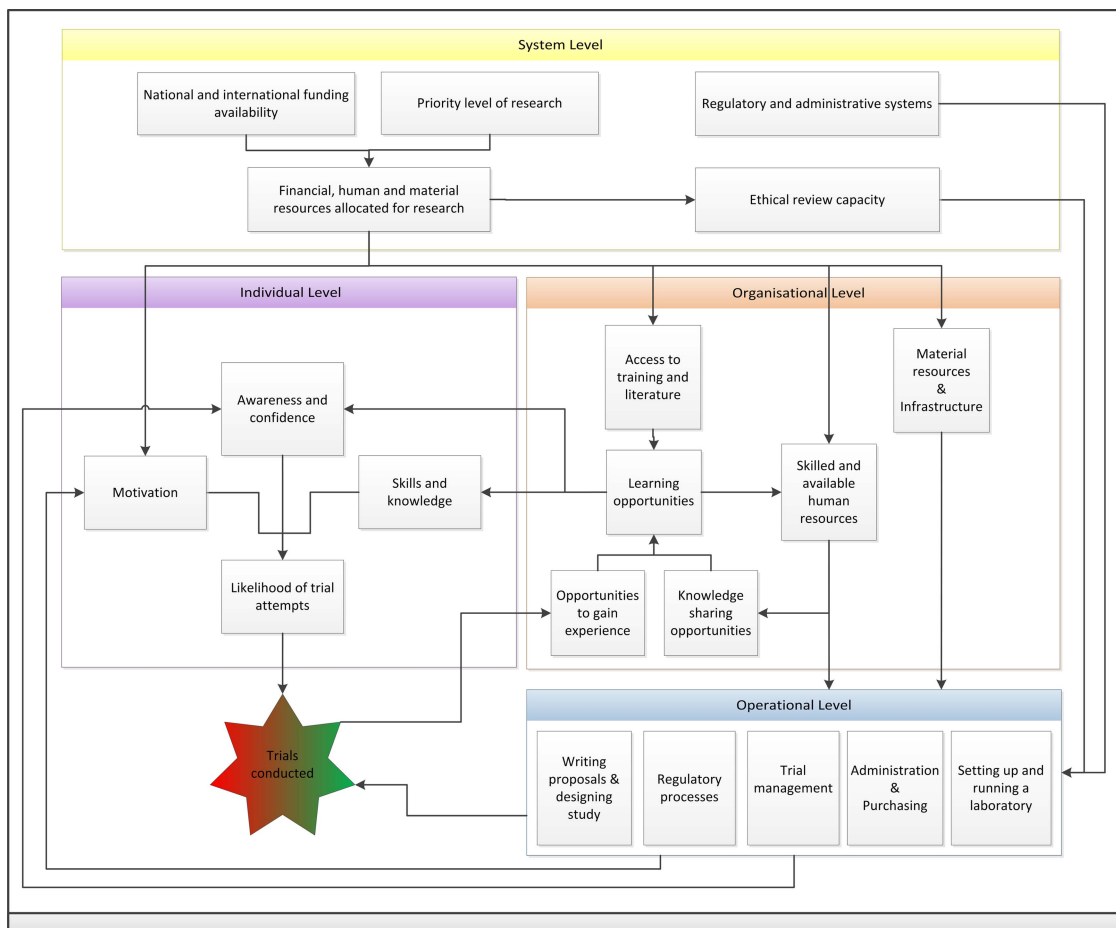 System Level
National and international funding
availability
Priority level of research
Regulatory and administrative systems
Financial, human and material
resources allocated for research
Ethical review capacity
Individual Level
Organisational Level
Awareness and
confidence
Motivation
Skills and
knowledge
Likelihood of trial
attempts
Access to
training and
literature
Material
resources
&
Infrastructure
Learning
opportunities
Skilled and
available
human
resources
Opportunities
to gain
experience
Knowledge
sharing
opportunities
Trials
conducted
Operational Level
Writing
proposals &
designing
study
Regulatory
processes
Trial
management
Administration
&
Purchasing
Setting up and
running a
laboratory